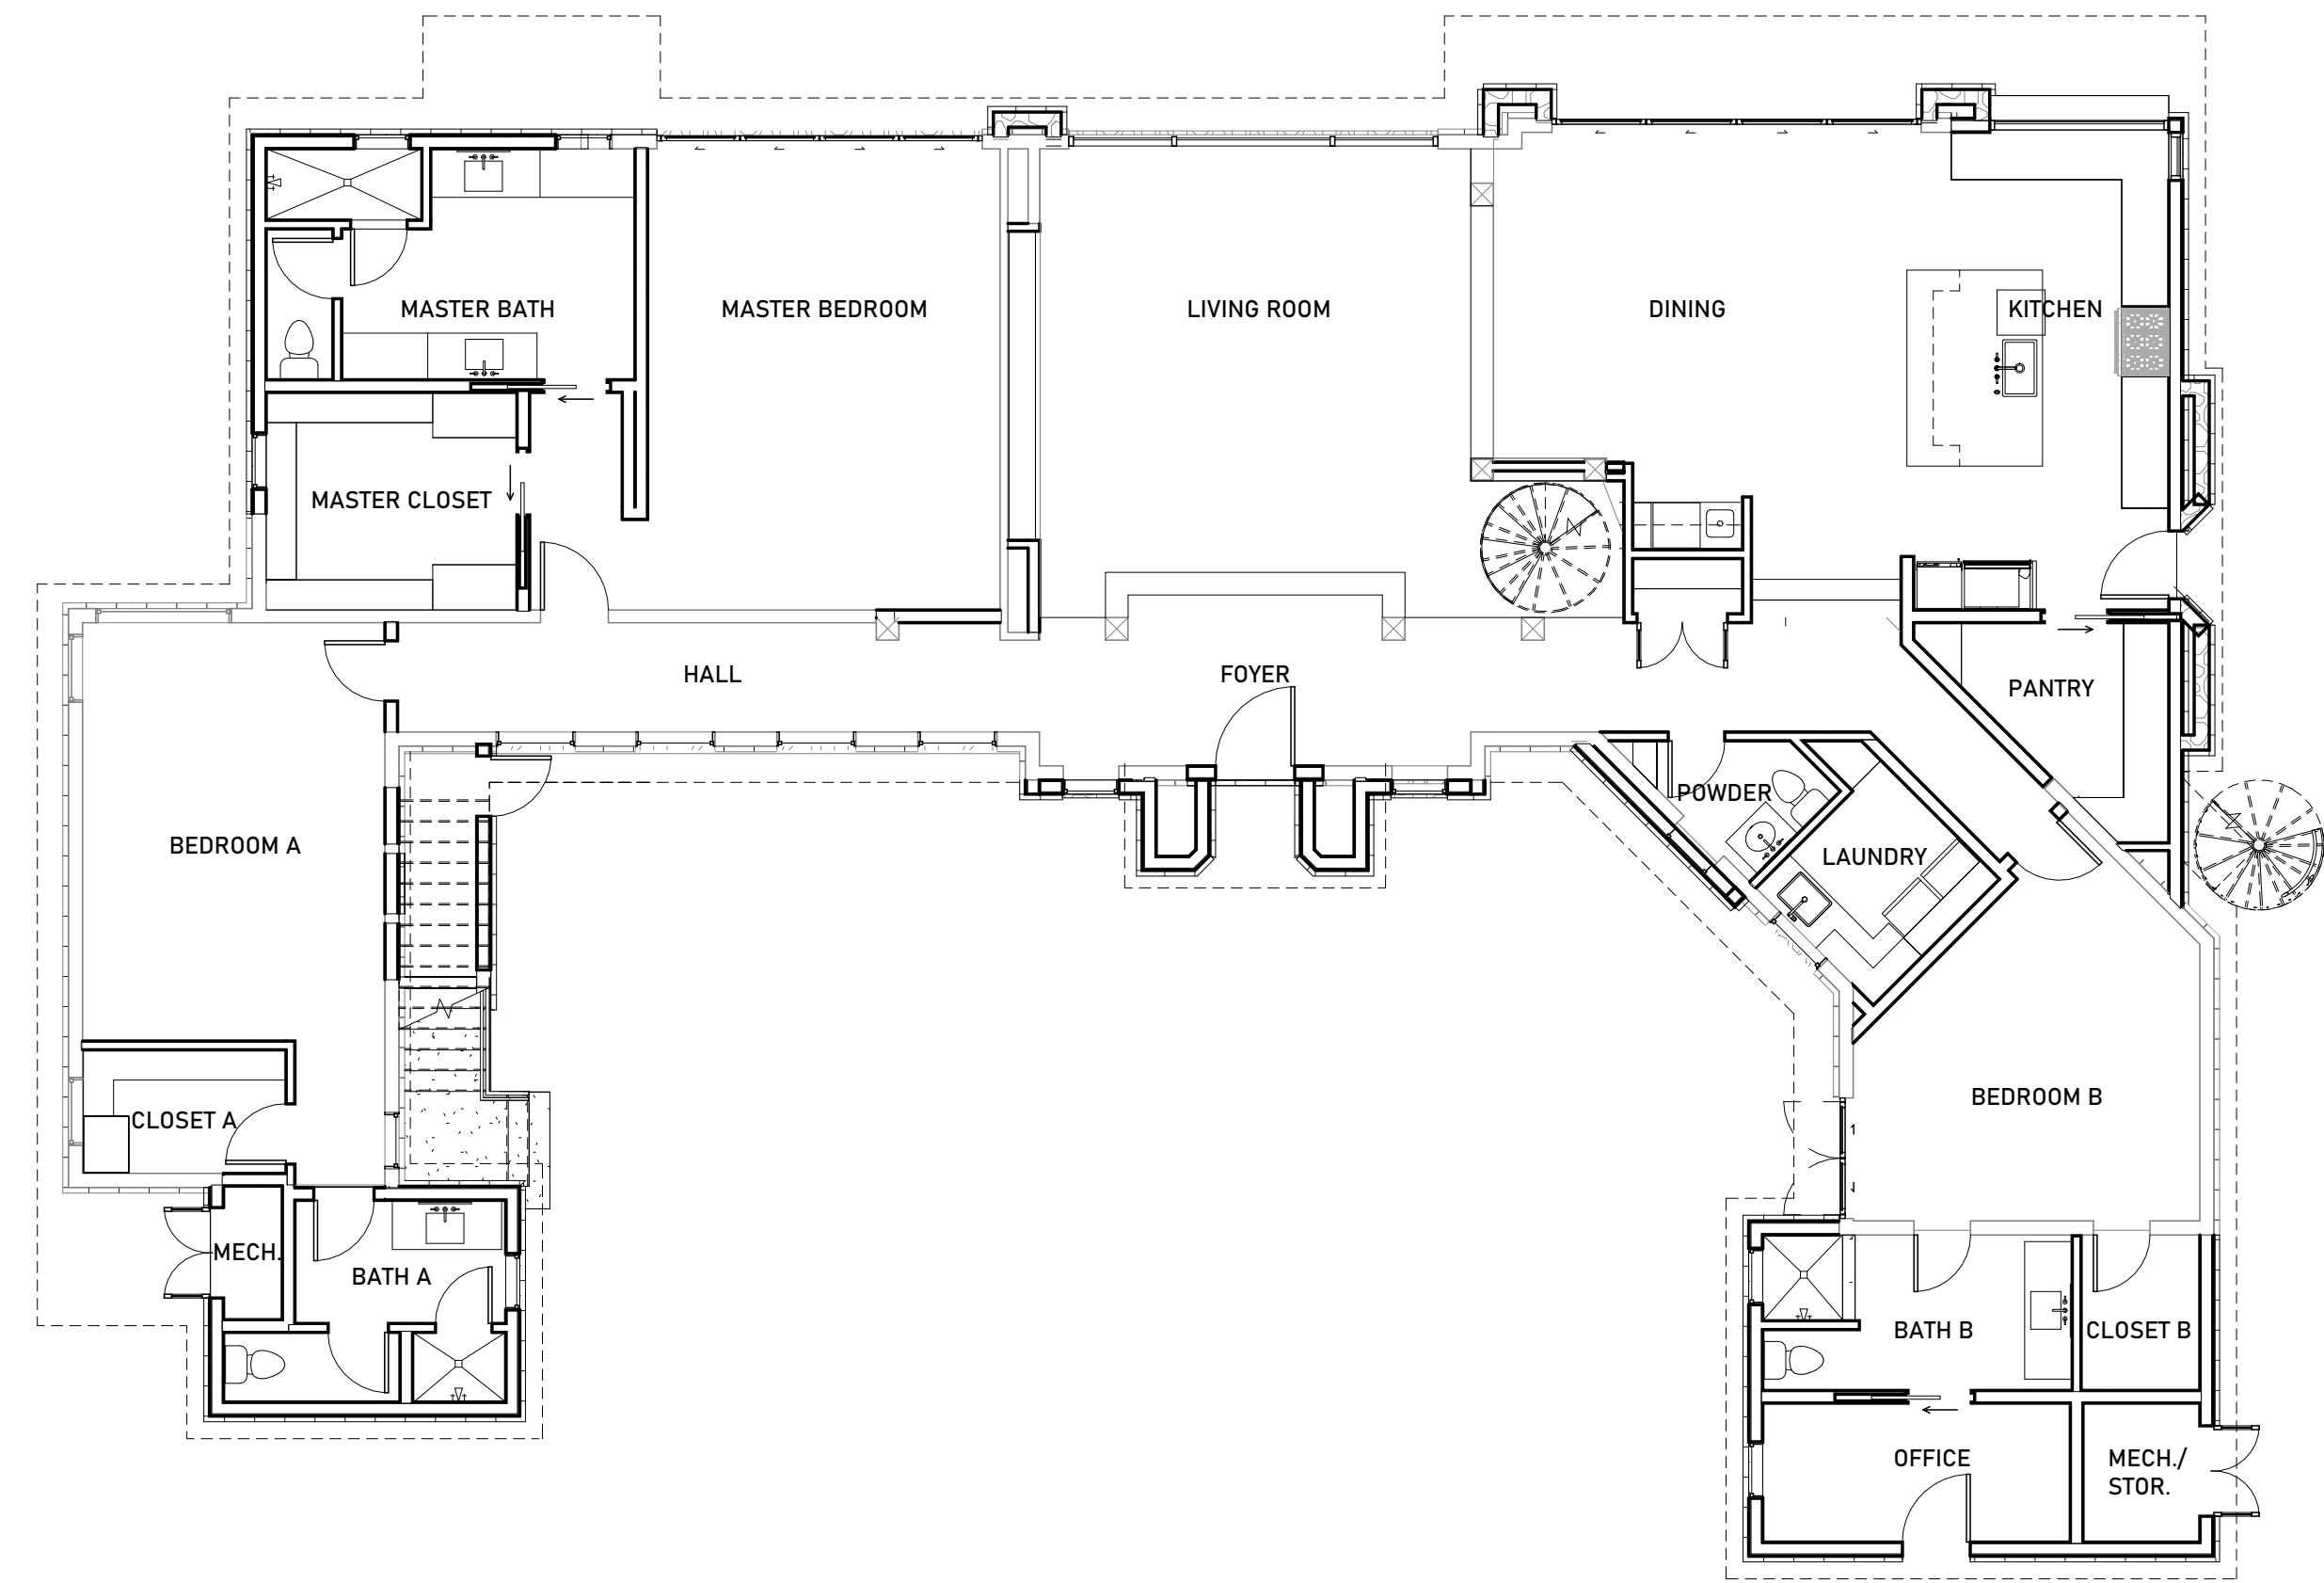 MASTER BATH
MASTER BEDROOM
LIVING ROOM
DINING
KITCHEN
MASTER CLOSET
HALL
FOYER
PANTRY
POWDER
BEDROOM A
LAUNDRY
BEDROOM B
CLOSET A
MECH.
BATH A
BATH B
CLOSET B
OFFICE
MECH./
STOR.